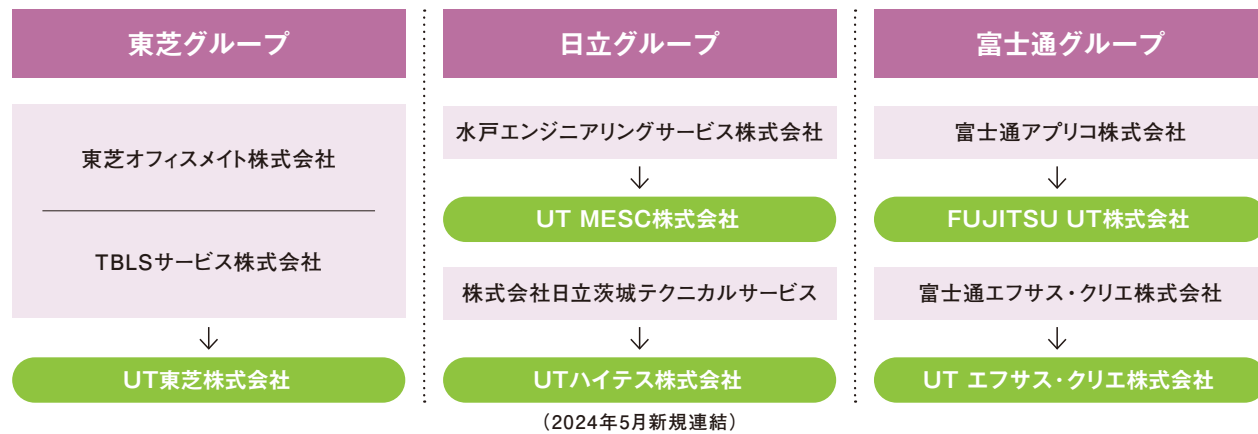 東芝グループ
東芝オフィスメイト株式会社
TBLSサービス株式会社
↓
UT東芝株式会社
日立グループ
水戸エンジニアリングサービス株式会社
↓
UT MESC株式会社
株式会社日立茨城テクニカルサービス
↓
UTハイテス株式会社
(2024年5月新規連結)
富士通グループ
富士通アプリコ株式会社
↓
FUJITSU UT株式会社
富士通エフサス・クリエ株式会社
↓
UT エフサス・クリエ株式会社